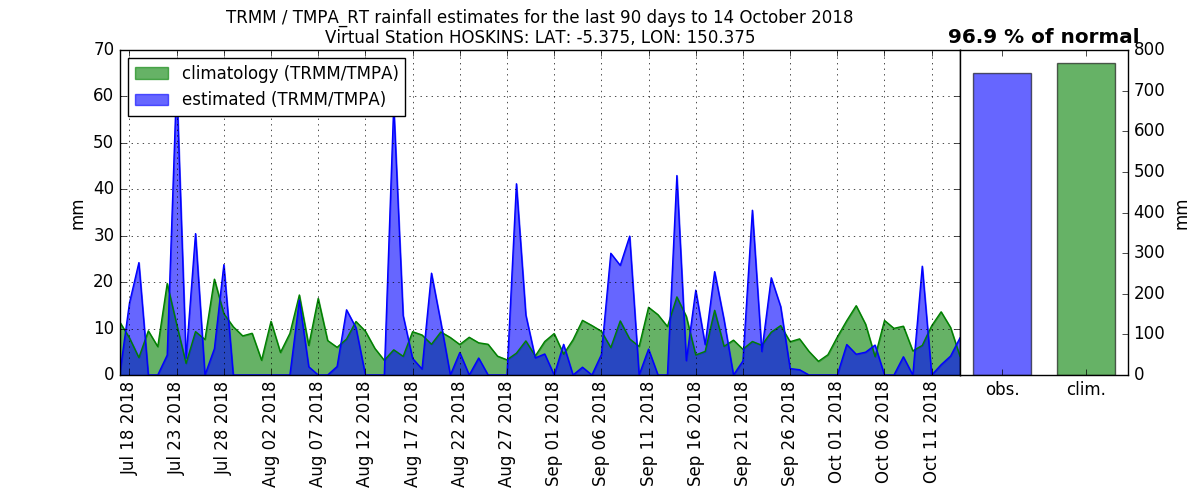 TRMM / TMPA_RT rainfall estimates for the last 90 days to 14 October 2018
Virtual Station HOSKINS: LAT: -5.375, LON: 150.375
96.9 % of normal
climatology (TRMM/TMPA)
estimated (TRMM/TMPA)
70
60
50
40
30
20
10
0
mm
Jul 18 2018
Jul 23 2018
Jul 28 2018
Aug 02 2018
Aug 07 2018
Aug 12 2018
Aug 17 2018
Aug 22 2018
Aug 27 2018
Sep 01 2018
Sep 06 2018
Sep 11 2018
Sep 16 2018
Sep 21 2018
Sep 26 2018
Oct 01 2018
Oct 06 2018
Oct 11 2018
obs.
clim.
800
700
600
500
400
300
200
100
0
mm